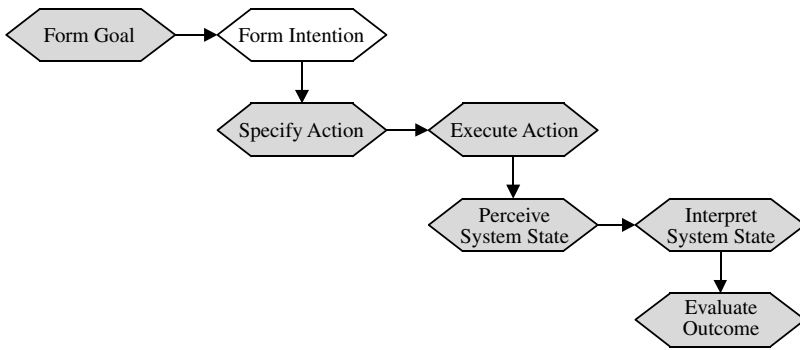 Form Goal
Form Intention
Specify Action
Execute Action
Perceive
System State
Interpret
System State
Evaluate
Outcome